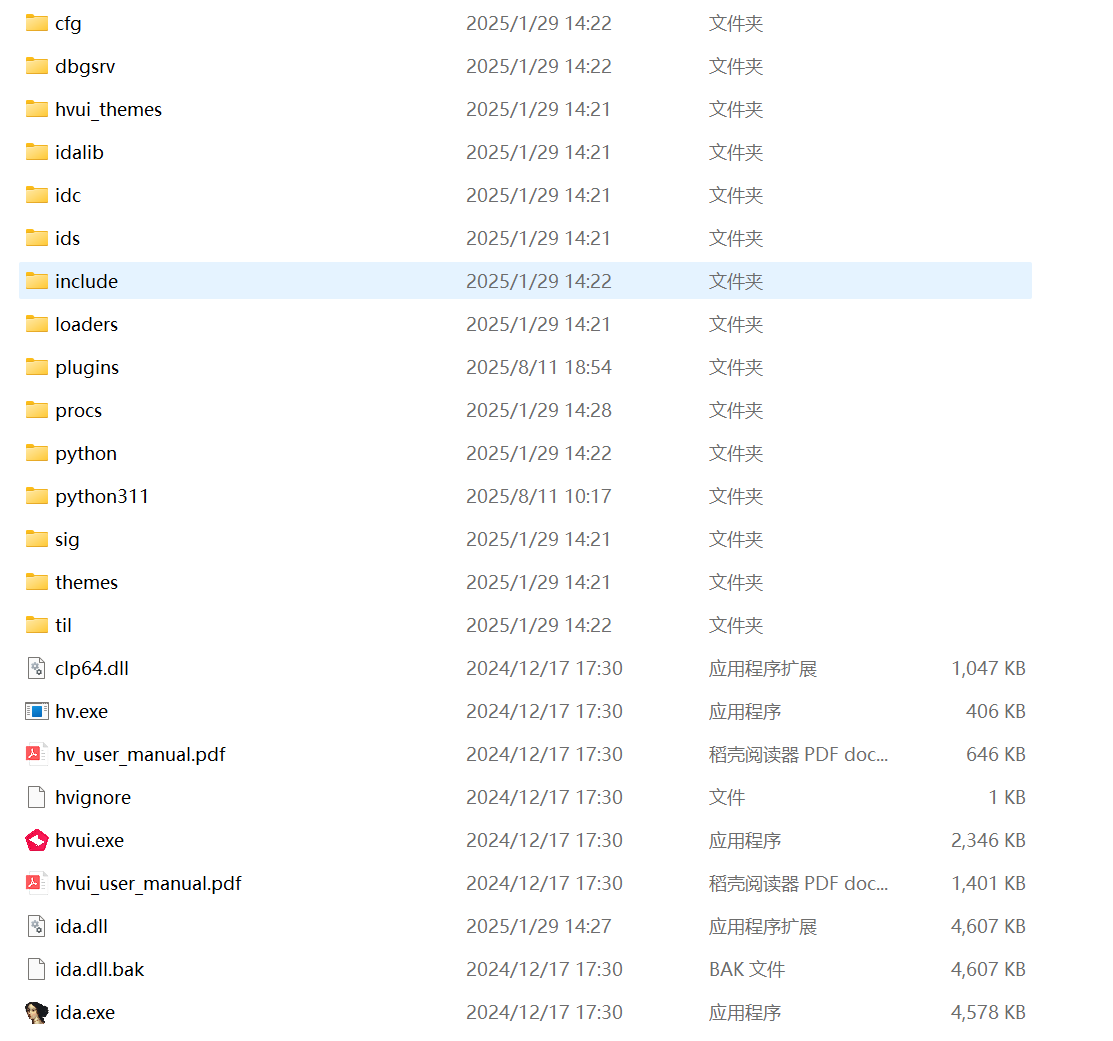 cfg 2025/1/29 14:22 文件夹
dbgsrv 2025/1/29 14:22 文件夹
hvui_themes 2025/1/29 14:21 文件夹
idalib 2025/1/29 14:21 文件夹
idc 2025/1/29 14:21 文件夹
ids 2025/1/29 14:21 文件夹
include 2025/1/29 14:22 文件夹
loaders 2025/1/29 14:21 文件夹
plugins 2025/8/11 18:54 文件夹
procs 2025/1/29 14:28 文件夹
python 2025/1/29 14:22 文件夹
python311 2025/8/11 10:17 文件夹
sig 2025/1/29 14:21 文件夹
themes 2025/1/29 14:21 文件夹
til 2025/1/29 14:22 文件夹
clp64.dll 2024/12/17 17:30 应用程序扩展 1,047 KB
hv.exe 2024/12/17 17:30 应用程序 406 KB
hv_user_manual.pdf 2024/12/17 17:30 稻壳阅读器 PDF doc... 646 KB
hvignore 2024/12/17 17:30 文件 1 KB
hvui.exe 2024/12/17 17:30 应用程序 2,346 KB
hvui_user_manual.pdf 2024/12/17 17:30 稻壳阅读器 PDF doc... 1,401 KB
ida.dll 2025/1/29 14:27 应用程序扩展 4,607 KB
ida.dll.bak 2024/12/17 17:30 BAK 文件 4,607 KB
ida.exe 2024/12/17 17:30 应用程序 4,578 KB